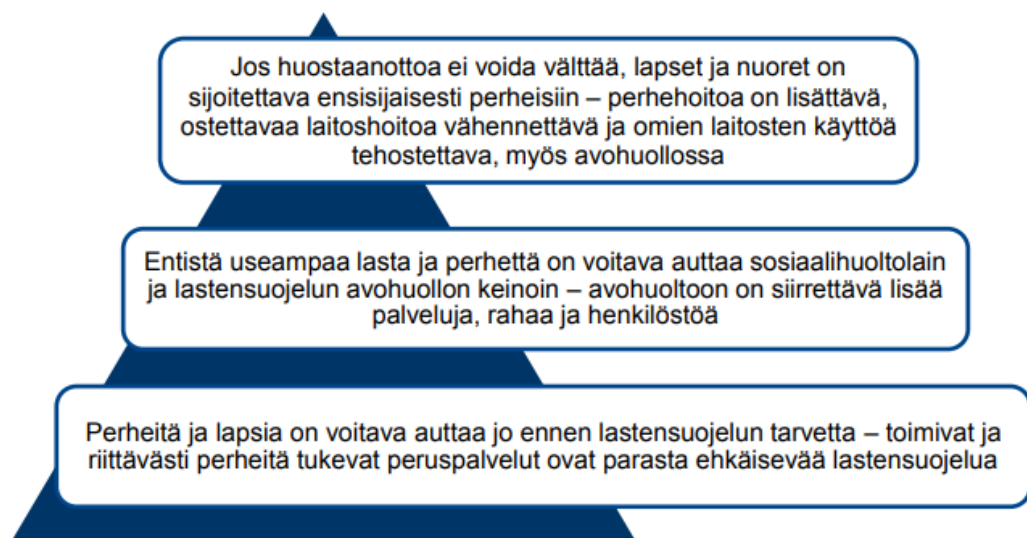 Jos huostaanottoa ei voida välttää, lapset ja nuoret on
sijoitettava ensisijaisesti perheisiin – perhehoitoa on lisättävä,
ostettavaa laitoshoitoa vähennettävä ja omien laitosten käyttöä
tehostettava, myös avohuollossa
Entistä useampaa lasta ja perhettä on voitava auttaa sosiaalihuoltolain
ja lastensuojelun avohuollon keinoin – avohuoltoon on siirrettävä lisää
palveluja, rahaa ja henkilöstöä
Perheitä ja lapsia on voitava auttaa jo ennen lastensuojelun tarvetta – toimivat ja
riittävästi perheitä tukevat peruspalvelut ovat parasta ehkäisevää lastensuojelua